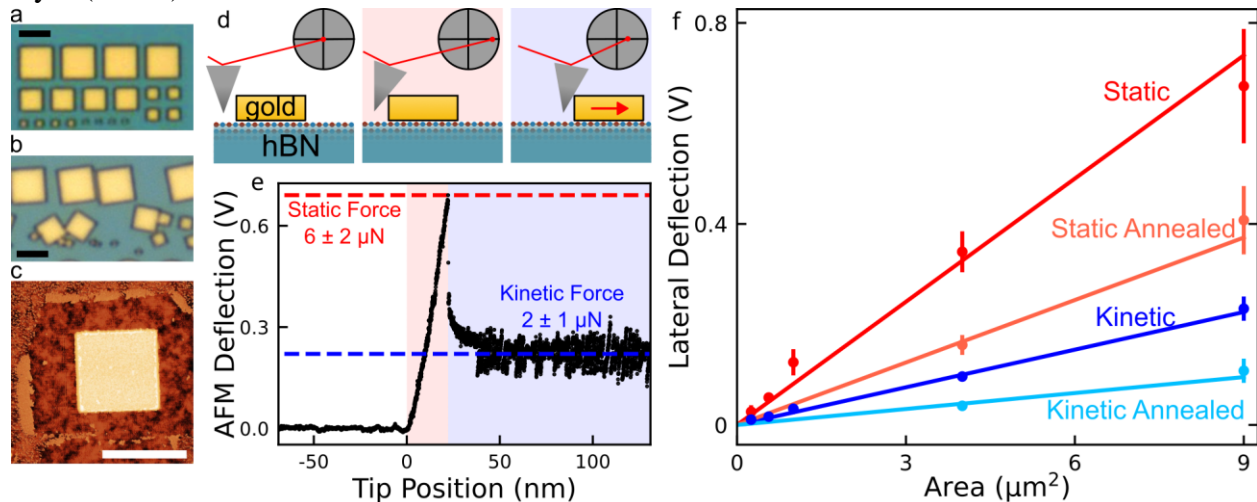 a
b
c
d
gold
hBN
e
AFM Deflection (V)
0.6
0.3
0.0
Static Force
6 ± 2 μN
Kinetic Force
2 ± 1 μN
-50
0
50
100
Tip Position (nm)
f
Lateral Deflection (V)
0.8
0.4
0
Static
Static Annealed
Kinetic
Kinetic Annealed
0
3
6
9
Area (μm²)